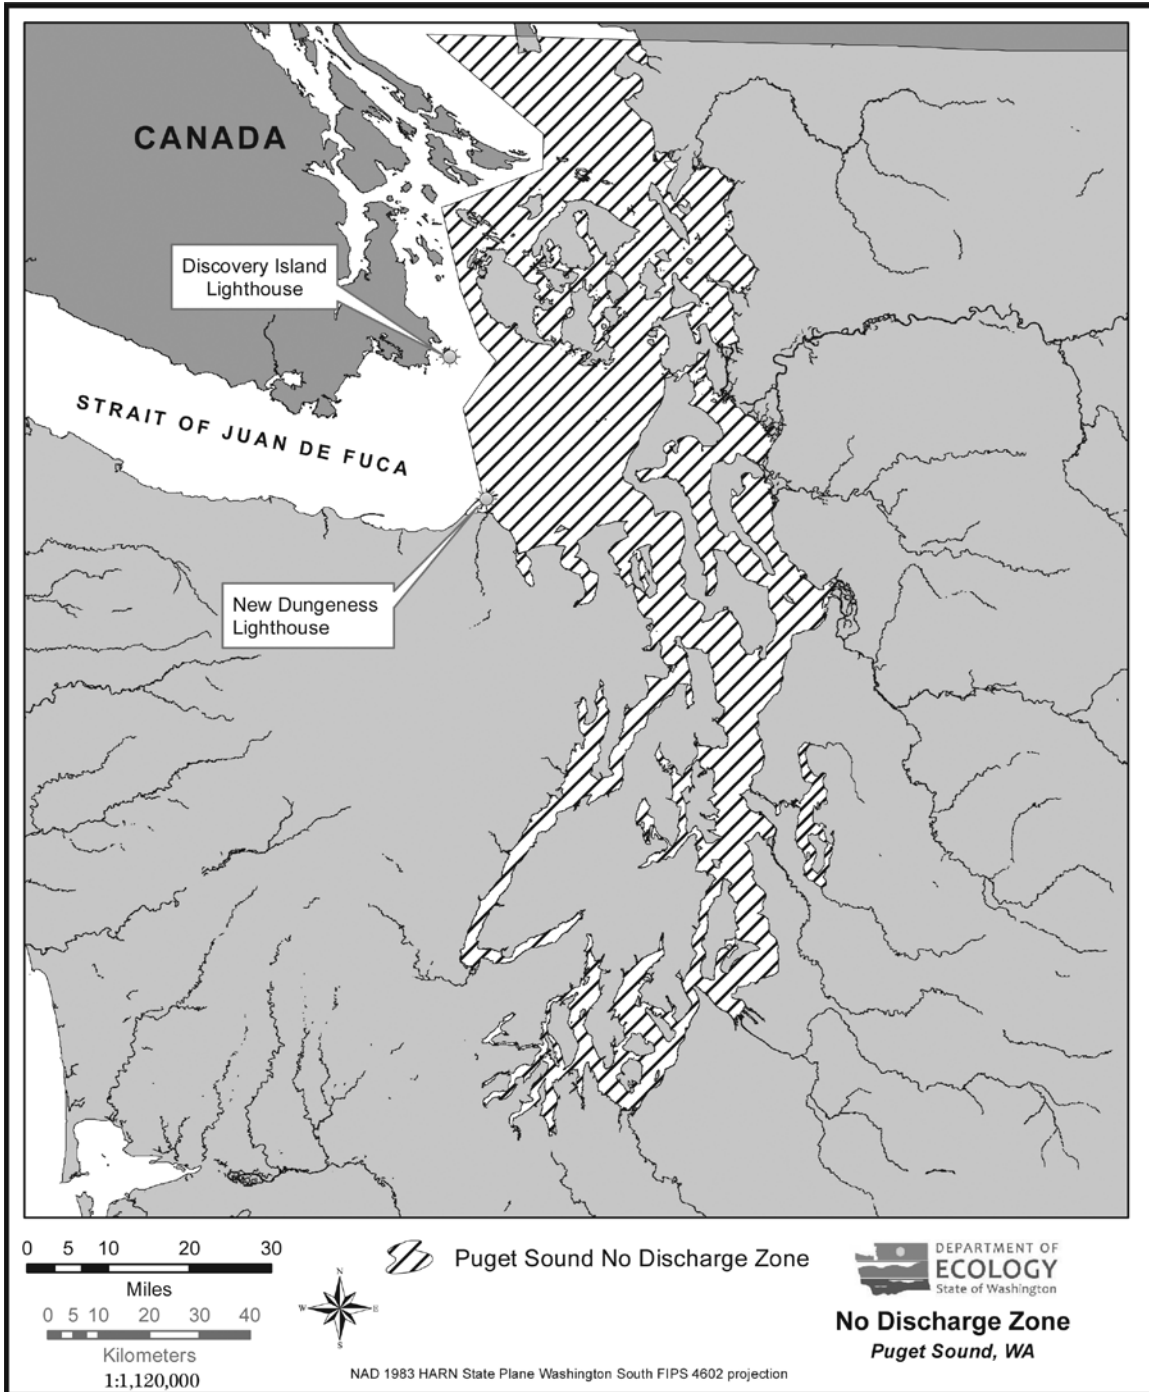 CANADA
Discovery Island
Lighthouse
STRAIT OF JUAN DE FUCA
New Dungeness
Lighthouse
0 5 10 20 30
Miles
0 5 10 20 30 40
Kilometers
1:1,120,000
N
W E
S
Puget Sound No Discharge Zone
DEPARTMENT OF
ECOLOGY
State of Washington
No Discharge Zone
Puget Sound, WA
NAD 1983 HARN State Plane Washington South FIPS 4602 projection